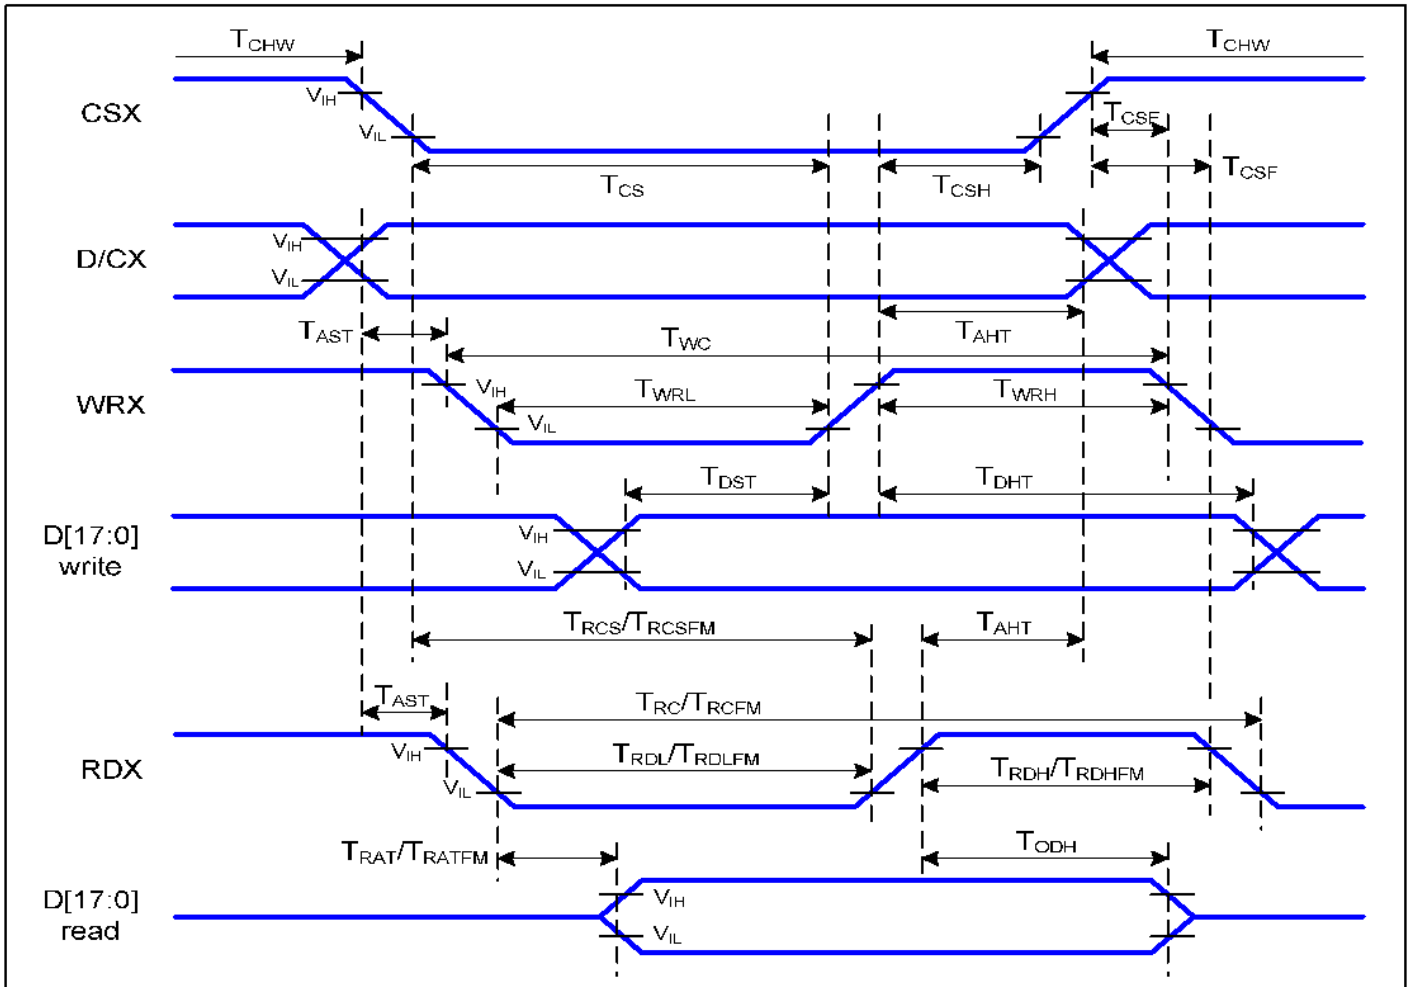 TCHW
TCHW
CSX
VIH
VIL
TCSF
TCSF
TCS
TCSH
D/CX
VIH
VIL
TAST
TWC
TAHT
WRX
VIH
VIL
TWRL
TWRH
TDST
TDHT
D[17:0]
write
VIH
VIL
TRCS/TRCSFM
TAHT
TAST
TRC/TRCFM
RDX
VIH
VIL
TRDL/TRDLFM
TRDH/TRDHFM
TRAT/TRATFM
TODH
D[17:0]
read
VIH
VIL